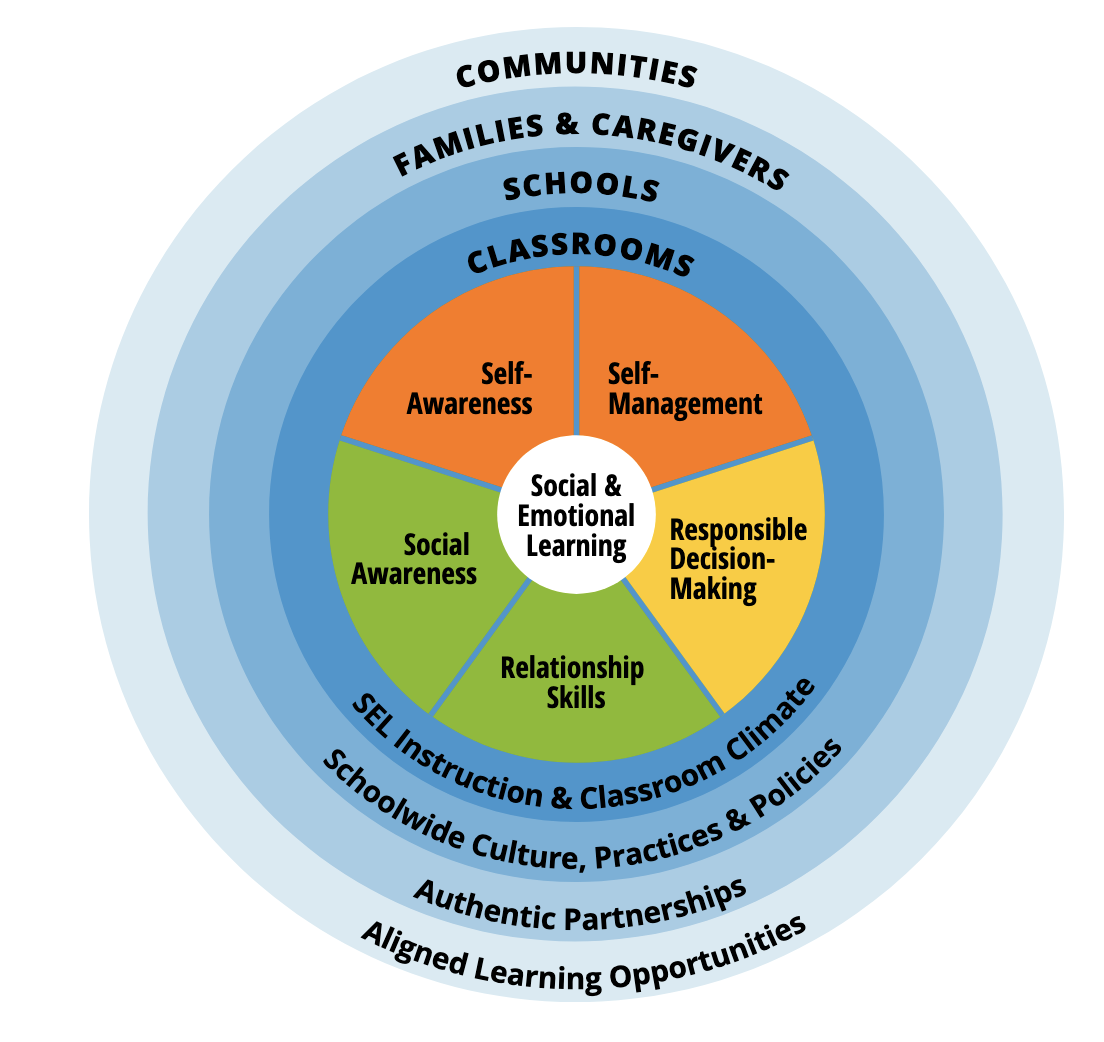 COMMUNITIES
FAMILIES & CAREGIVERS
SCHOOLS
CLASSROOMS
Self-
Awareness
Self-
Management
Social &
Emotional
Learning
Social
Awareness
Responsible
Decision-
Making
Relationship
Skills
SEL Instruction & Classroom Climate
Schoolwide Culture, Practices & Policies
Authentic Partnerships
Aligned Learning Opportunities